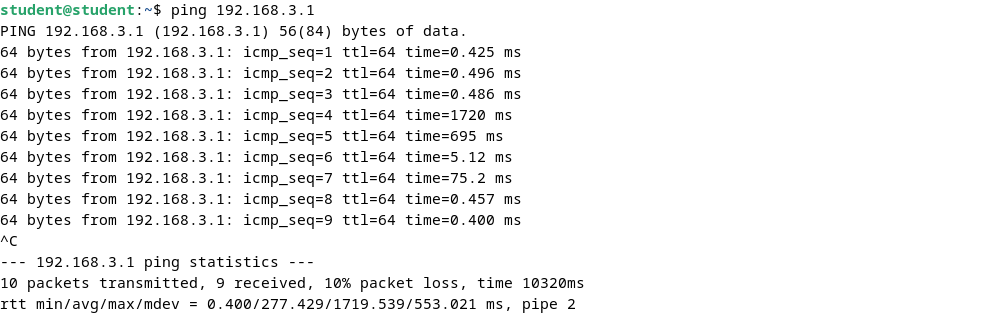 student@student:~$ ping 192.168.3.1
PING 192.168.3.1 (192.168.3.1) 56(84) bytes of data.
64 bytes from 192.168.3.1: icmp_seq=1 ttl=64 time=0.425 ms
64 bytes from 192.168.3.1: icmp_seq=2 ttl=64 time=0.496 ms
64 bytes from 192.168.3.1: icmp_seq=3 ttl=64 time=0.486 ms
64 bytes from 192.168.3.1: icmp_seq=4 ttl=64 time=1720 ms
64 bytes from 192.168.3.1: icmp_seq=5 ttl=64 time=695 ms
64 bytes from 192.168.3.1: icmp_seq=6 ttl=64 time=5.12 ms
64 bytes from 192.168.3.1: icmp_seq=7 ttl=64 time=75.2 ms
64 bytes from 192.168.3.1: icmp_seq=8 ttl=64 time=0.457 ms
64 bytes from 192.168.3.1: icmp_seq=9 ttl=64 time=0.400 ms
^C
--- 192.168.3.1 ping statistics ---
10 packets transmitted, 9 received, 10% packet loss, time 10320ms
rtt min/avg/max/mdev = 0.400/277.429/1719.539/553.021 ms, pipe 2